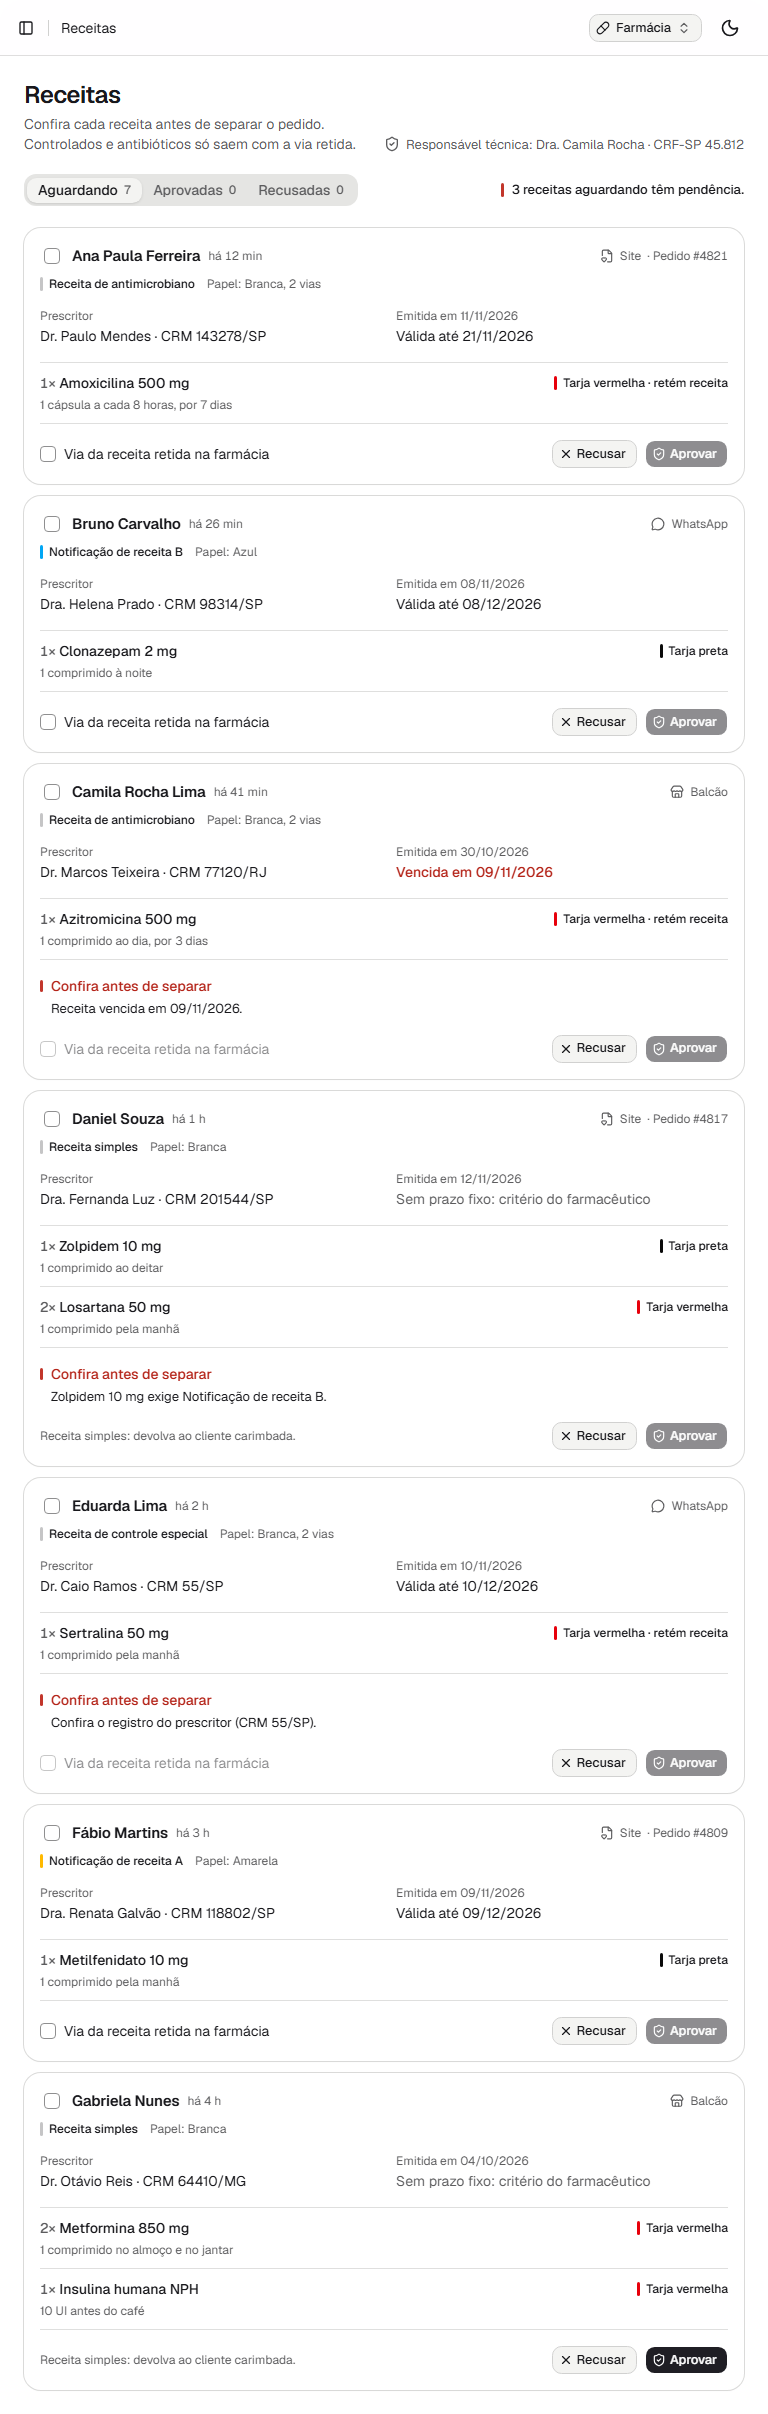 Receitas
Farmácia
Receitas
Confira cada receita antes de separar o pedido.
Controlados e antibióticos só saem com a via retida.
Responsável técnica: Dra. Camila Rocha · CRF-SP 45.812
Aguardando 7 Aprovadas 0 Recusadas 0
3 receitas aguardando têm pendência.
Ana Paula Ferreira há 12 min
Site · Pedido #4821
Receita de antimicrobiano Papel: Branca, 2 vias
Prescritor
Dr. Paulo Mendes · CRM 143278/SP
Emitida em 11/11/2026
Válida até 21/11/2026
1× Amoxicilina 500 mg
1 cápsula a cada 8 horas, por 7 dias
Tarja vermelha · retém receita
Via da receita retida na farmácia
Recusar
Aprovar
Bruno Carvalho há 26 min
WhatsApp
Notificação de receita B Papel: Azul
Prescritor
Dra. Helena Prado · CRM 98314/SP
Emitida em 08/11/2026
Válida até 08/12/2026
1× Clonazepam 2 mg
1 comprimido à noite
Tarja preta
Via da receita retida na farmácia
Recusar
Aprovar
Camila Rocha Lima há 41 min
Balcão
Receita de antimicrobiano Papel: Branca, 2 vias
Prescritor
Dr. Marcos Teixeira · CRM 77120/RJ
Emitida em 30/10/2026
Vencida em 09/11/2026
1× Azitromicina 500 mg
1 comprimido ao dia, por 3 dias
Tarja vermelha · retém receita
Confira antes de separar
Receita vencida em 09/11/2026.
Via da receita retida na farmácia
Recusar
Aprovar
Daniel Souza há 1 h
Site · Pedido #4817
Receita simples Papel: Branca
Prescritor
Dra. Fernanda Luz · CRM 201544/SP
Emitida em 12/11/2026
Sem prazo fixo: critério do farmacêutico
1× Zolpidem 10 mg
1 comprimido ao deitar
Tarja preta
2× Losartana 50 mg
1 comprimido pela manhã
Tarja vermelha
Confira antes de separar
Zolpidem 10 mg exige Notificação de receita B.
Receita simples: devolva ao cliente carimbada.
Recusar
Aprovar
Eduarda Lima há 2 h
WhatsApp
Receita de controle especial Papel: Branca, 2 vias
Prescritor
Dr. Caio Ramos · CRM 55/SP
Emitida em 10/11/2026
Válida até 10/12/2026
1× Sertralina 50 mg
1 comprimido pela manhã
Tarja vermelha · retém receita
Confira antes de separar
Confira o registro do prescritor (CRM 55/SP).
Via da receita retida na farmácia
Recusar
Aprovar
Fábio Martins há 3 h
Site · Pedido #4809
Notificação de receita A Papel: Amarela
Prescritor
Dra. Renata Galvão · CRM 118802/SP
Emitida em 09/11/2026
Válida até 09/12/2026
1× Metilfenidato 10 mg
1 comprimido pela manhã
Tarja preta
Via da receita retida na farmácia
Recusar
Aprovar
Gabriela Nunes há 4 h
Balcão
Receita simples Papel: Branca
Prescritor
Dr. Otávio Reis · CRM 64410/MG
Emitida em 04/10/2026
Sem prazo fixo: critério do farmacêutico
2× Metformina 850 mg
1 comprimido no almoço e no jantar
Tarja vermelha
1× Insulina humana NPH
10 UI antes do café
Tarja vermelha
Receita simples: devolva ao cliente carimbada.
Recusar
Aprovar